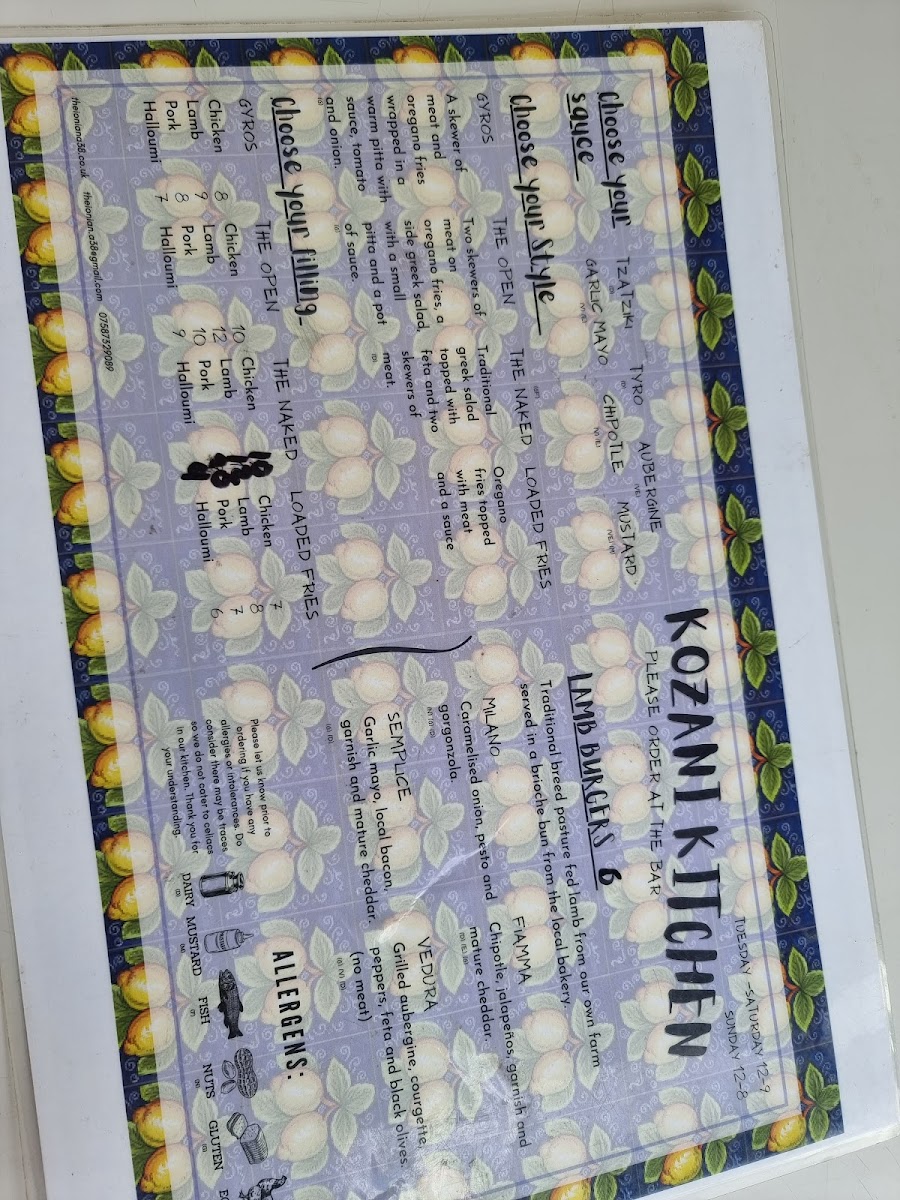 TUESDAY - SATURDAY 12-9
SUNDAY 12-8
KOZANI KITCHEN
PLEASE ORDER AT THE BAR
Choose your sauce
TZATZIKI
TYRO
AUBERGINE
GARLIC MAYO
CHIPOTLE
MUSTARD
Choose your Style
GYROS
A skewer of
meat and
oregano fries
wrapped in a
warm pitta with
sauce, tomato
and onion.
(G)
THE OPEN
Two skewers of
meat on
oregano fries, a
side greek salad,
with a small
pitta and a pot
of sauce.
THE NAKED
Traditional
greek salad
topped with
feta and two
skewers of
meat.
(D)
LOADED FRIES
Oregano
fries topped
with meat
and a sauce
Choose your filling
GYROS
Chicken 8
Lamb 9
Pork 8
Halloumi 7
THE OPEN
Chicken 10
Lamb 12
Pork 10
Halloumi 9
THE NAKED
Chicken
Lamb
Pork
Halloumi
LOADED FRIES
Chicken 7
Lamb 8
Pork 7
Halloumi 6
LAMB BURGERS 6
Traditional breed pasture fed lamb from our own farm
served in a brioche bun from the local bakery.
MILANO
Caramelised onion, pesto and
gorgonzola.
(N) (G) (D)
FIAMMA
Chipotle, jalapeños, garnish and
mature cheddar.
(D) (E) (G)
SEMPLICE
Garlic mayo, local bacon,
garnish and mature cheddar.
(G) (D)
VEDURA
Grilled aubergine, courgette,
peppers, feta and black olives
(no meat)
(G) (V) (D)
Please let us know prior to
ordering if you have any
allergies or intolerances. Do
consider there may be traces
so we do not cater to celiacs
in our kitchen. Thank you for
your understanding.
ALLERGENS:
DAIRY
(D)
MUSTARD
(M)
FISH
(F)
NUTS
(N)
GLUTEN
(G)
theioniana38.co.uk theionian.a38@gmail.com 07587329089